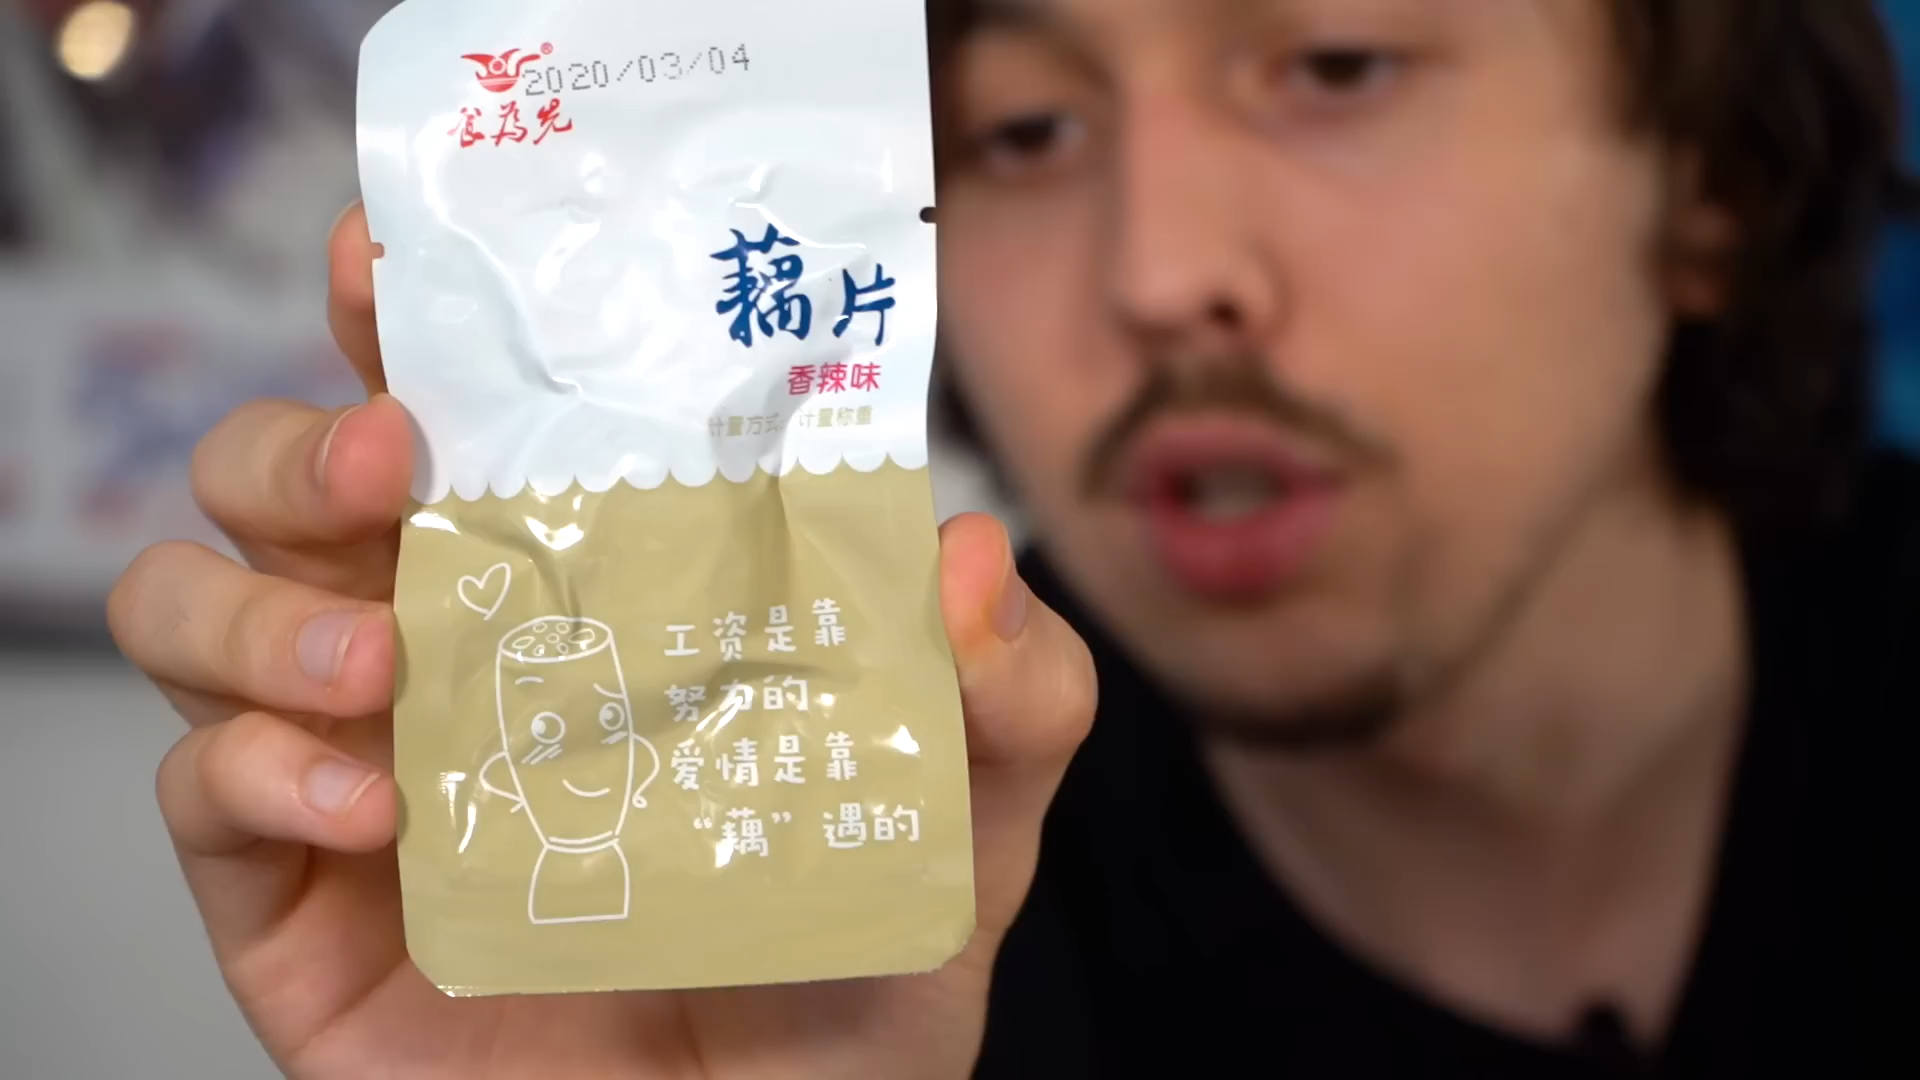 ®
2020/03/04
食為先
藕片
香辣味
计量方式：计量称重
工资是靠
努力的
爱情是靠
“藕”遇的